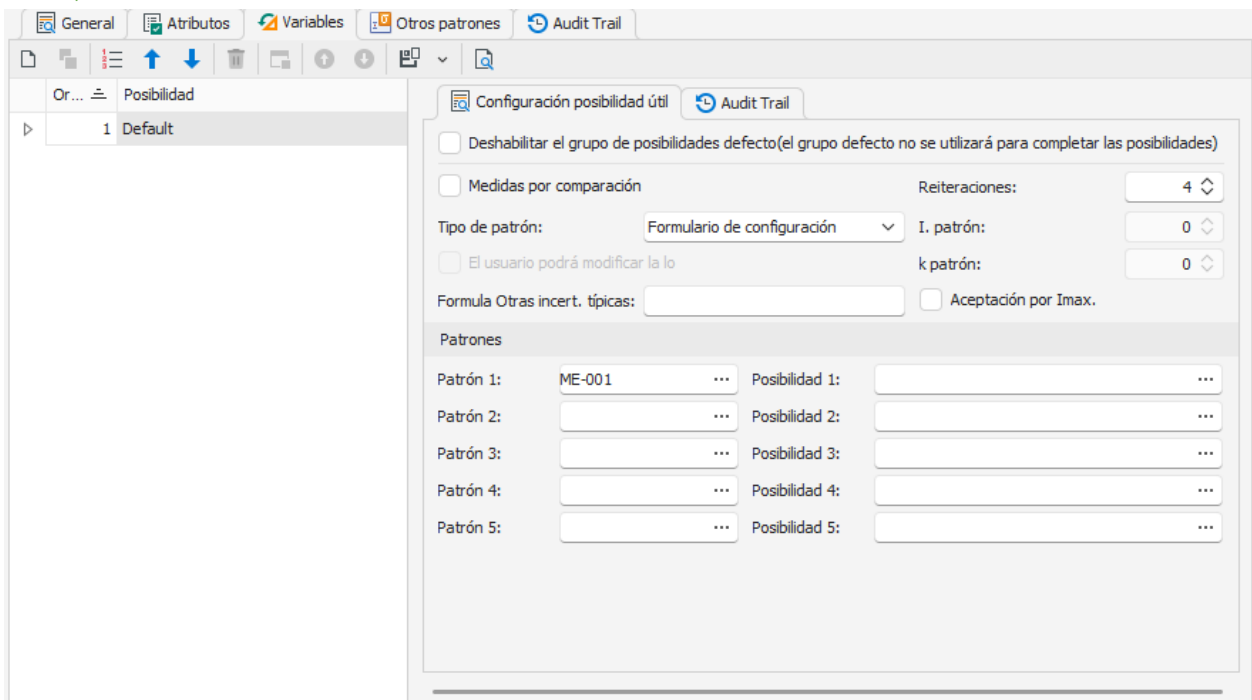 General Atributos Variables Otros patrones Audit Trail
Or... Posibilidad
1 Default
Configuración posibilidad útil Audit Trail
Deshabilitar el grupo de posibilidades defecto(el grupo defecto no se utilizará para completar las posibilidades)
Medidas por comparación Reiteraciones: 4
Tipo de patrón: Formulario de configuración I. patrón: 0
El usuario podrá modificar la lo k patrón: 0
Formula Otras incert. típicas: Aceptación por Imax.
Patrones
Patrón 1: ME-001 ... Posibilidad 1: ...
Patrón 2: ... Posibilidad 2: ...
Patrón 3: ... Posibilidad 3: ...
Patrón 4: ... Posibilidad 4: ...
Patrón 5: ... Posibilidad 5: ...